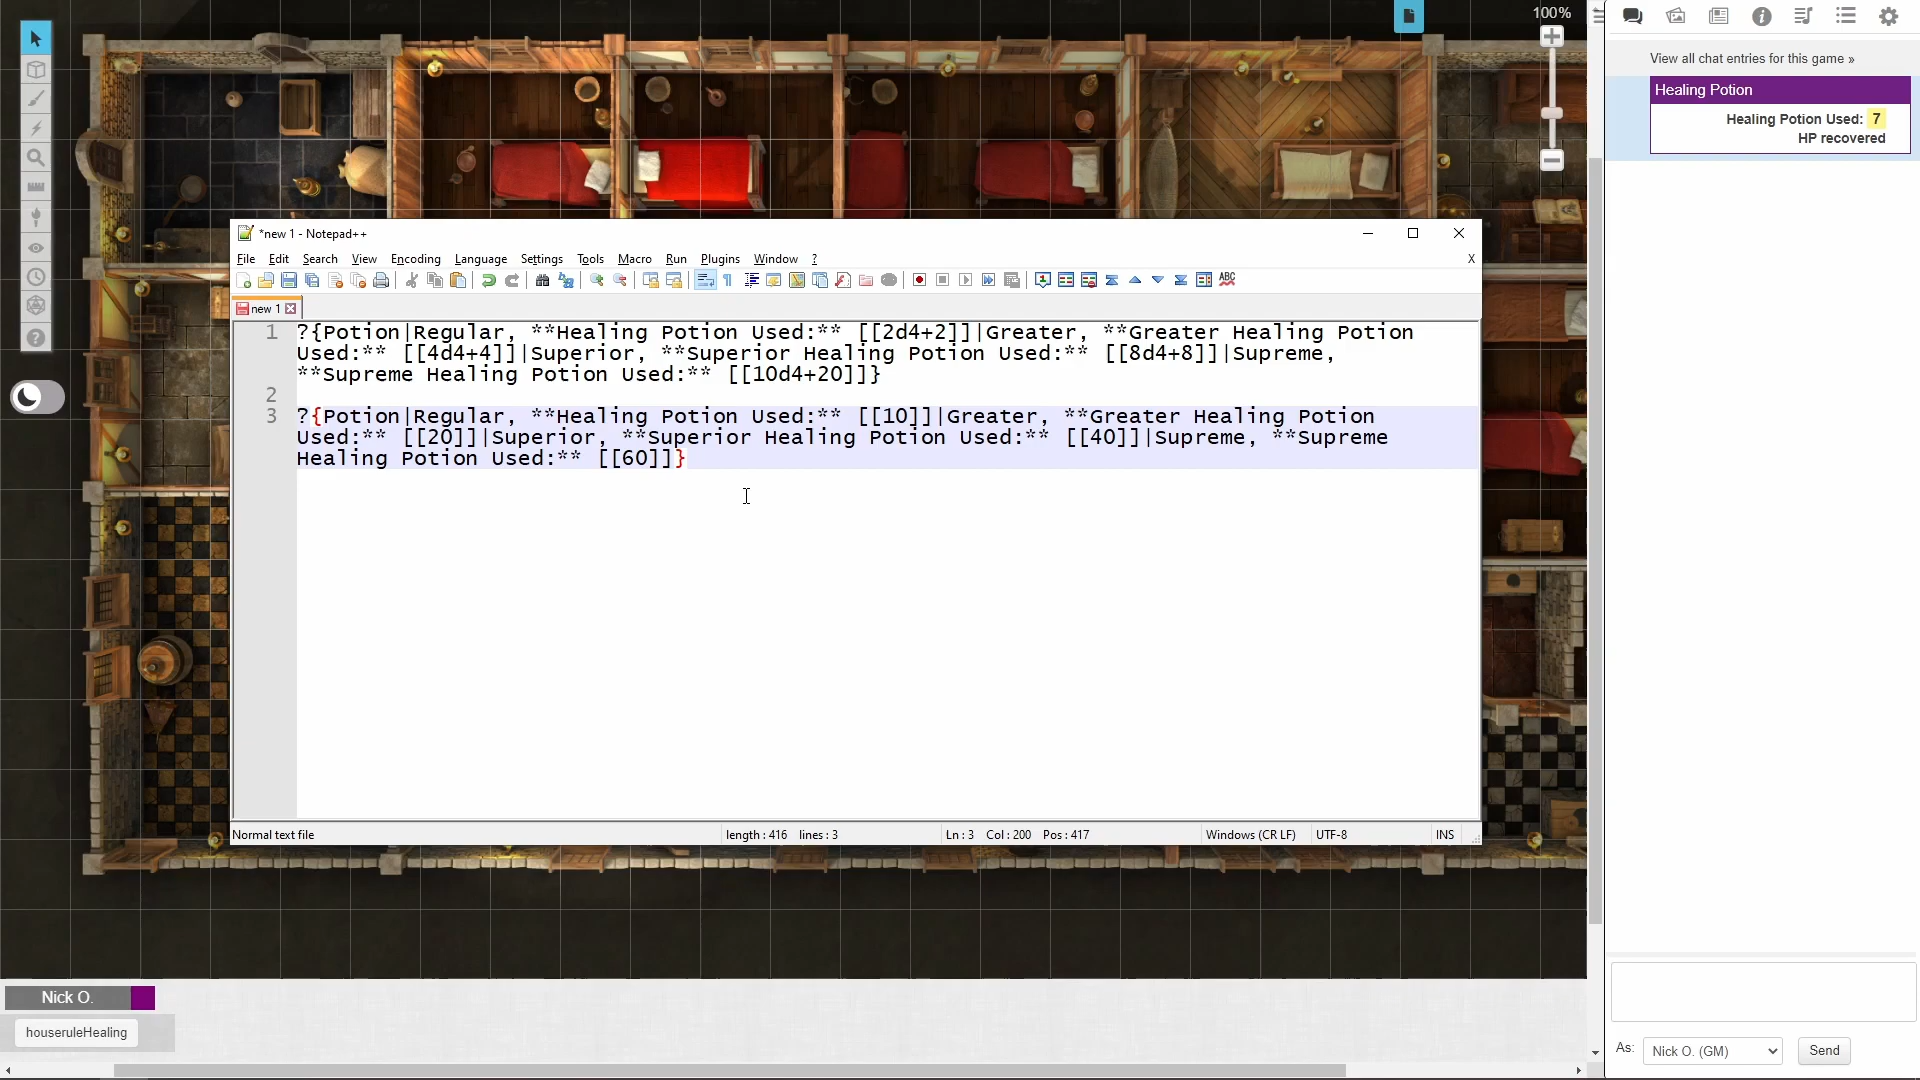 100%
View all chat entries for this game »
Healing Potion
Healing Potion Used: 7
HP recovered
*new 1 - Notepad++
File Edit Search View Encoding Language Settings Tools Macro Run Plugins Window ? X
new 1
1 ?{Potion|Regular, **Healing Potion Used:** [[2d4+2]]|Greater, **Greater Healing Potion
Used:** [[4d4+4]]|Superior, **Superior Healing Potion Used:** [[8d4+8]]|Supreme,
**Supreme Healing Potion Used:** [[10d4+20]]}
2
3 ?{Potion|Regular, **Healing Potion Used:** [[10]]|Greater, **Greater Healing Potion
Used:** [[20]]|Superior, **Superior Healing Potion Used:** [[40]]|Supreme, **Supreme
Healing Potion Used:** [[60]]}
Normal text file length : 416 lines : 3 Ln : 3 Col : 200 Pos : 417 Windows (CR LF) UTF-8 INS
Nick O.
houseruleHealing
As: Nick O. (GM) Send